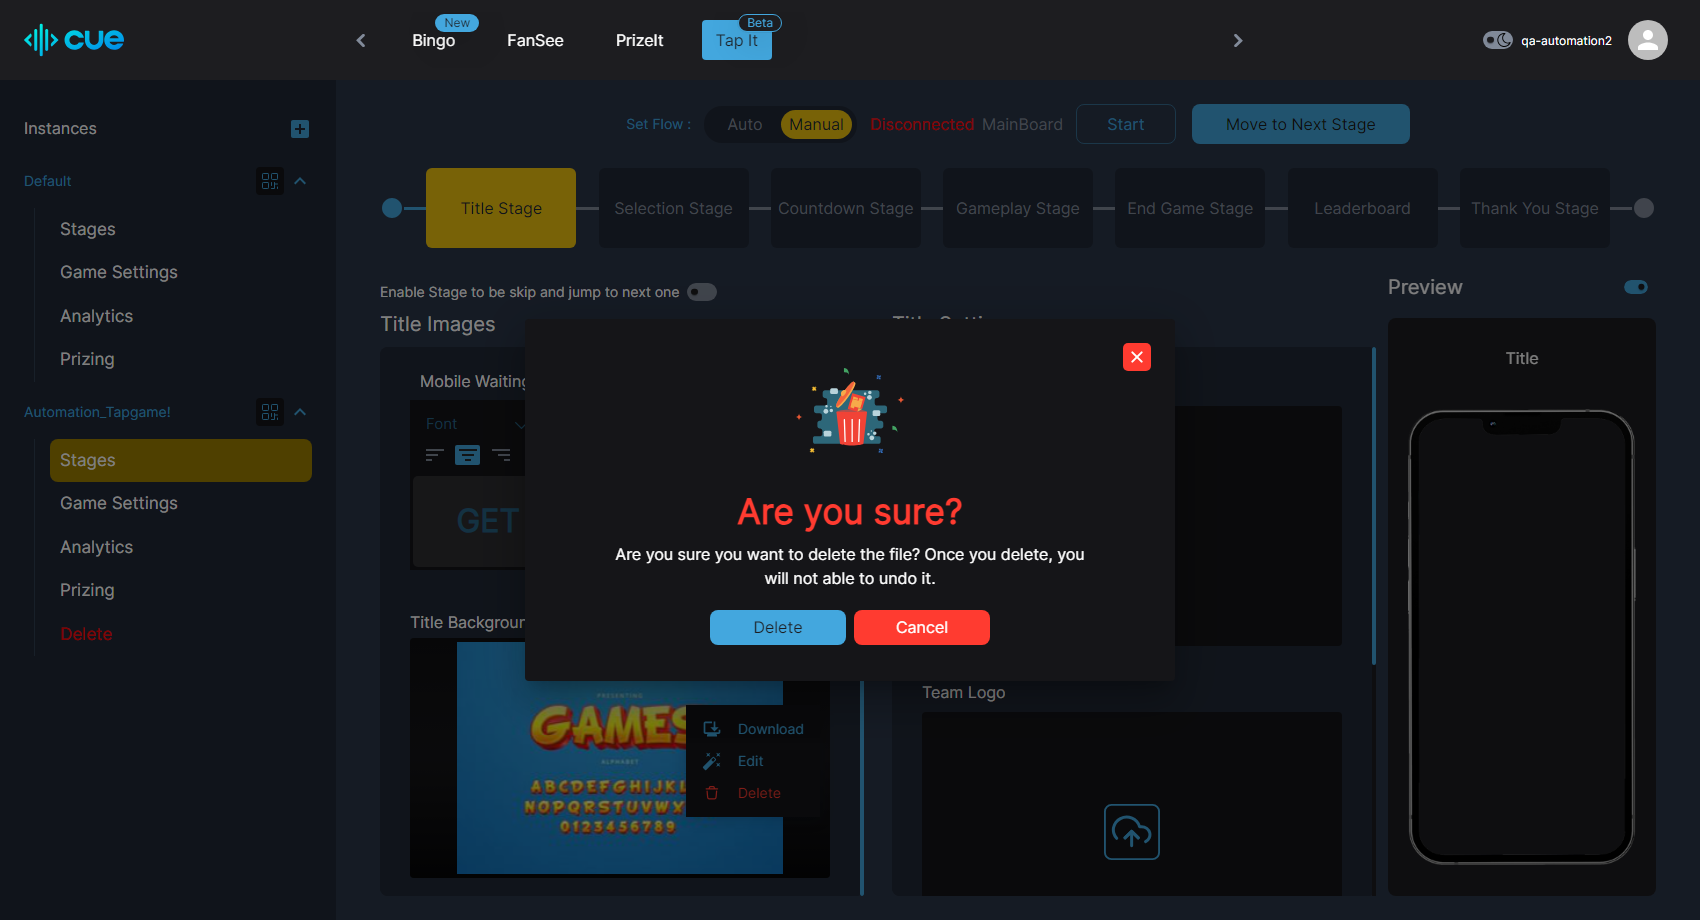 cue
New
Bingo
FanSee
PrizeIt
Beta
Tap It
qa-automation2
Instances
Default
Stages
Game Settings
Analytics
Prizing
Automation_Tapgame!
Stages
Game Settings
Analytics
Prizing
Delete
Set Flow :
Auto
Manual
Disconnected MainBoard
Start
Move to Next Stage
Title Stage
Selection Stage
Countdown Stage
Gameplay Stage
End Game Stage
Leaderboard
Thank You Stage
Enable Stage to be skip and jump to next one
Title Images
Mobile Waiting
Font
GET
Title Backgroun
PRESENTING
GAMES
ALPHABET
ABCDEFGHIJKL
NOPQRSTUVWX
0123456789
Download
Edit
Delete
Are you sure?
Are you sure you want to delete the file? Once you delete, you
will not able to undo it.
Delete
Cancel
Team Logo
Preview
Title